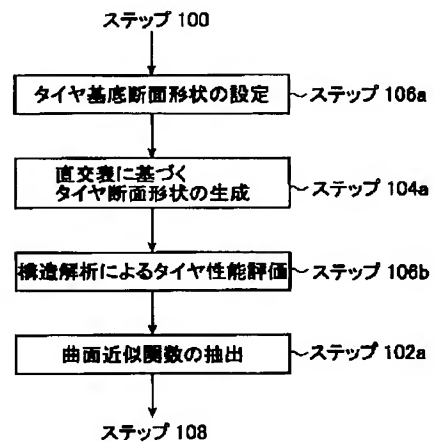 ステップ 100
タイヤ基底断面形状の設定
~ステップ 106a
直交表に基づく
タイヤ断面形状の生成
~ステップ 104a
構造解析によるタイヤ性能評価
~ステップ 106b
曲面近似関数の抽出
~ステップ 102a
ステップ 108